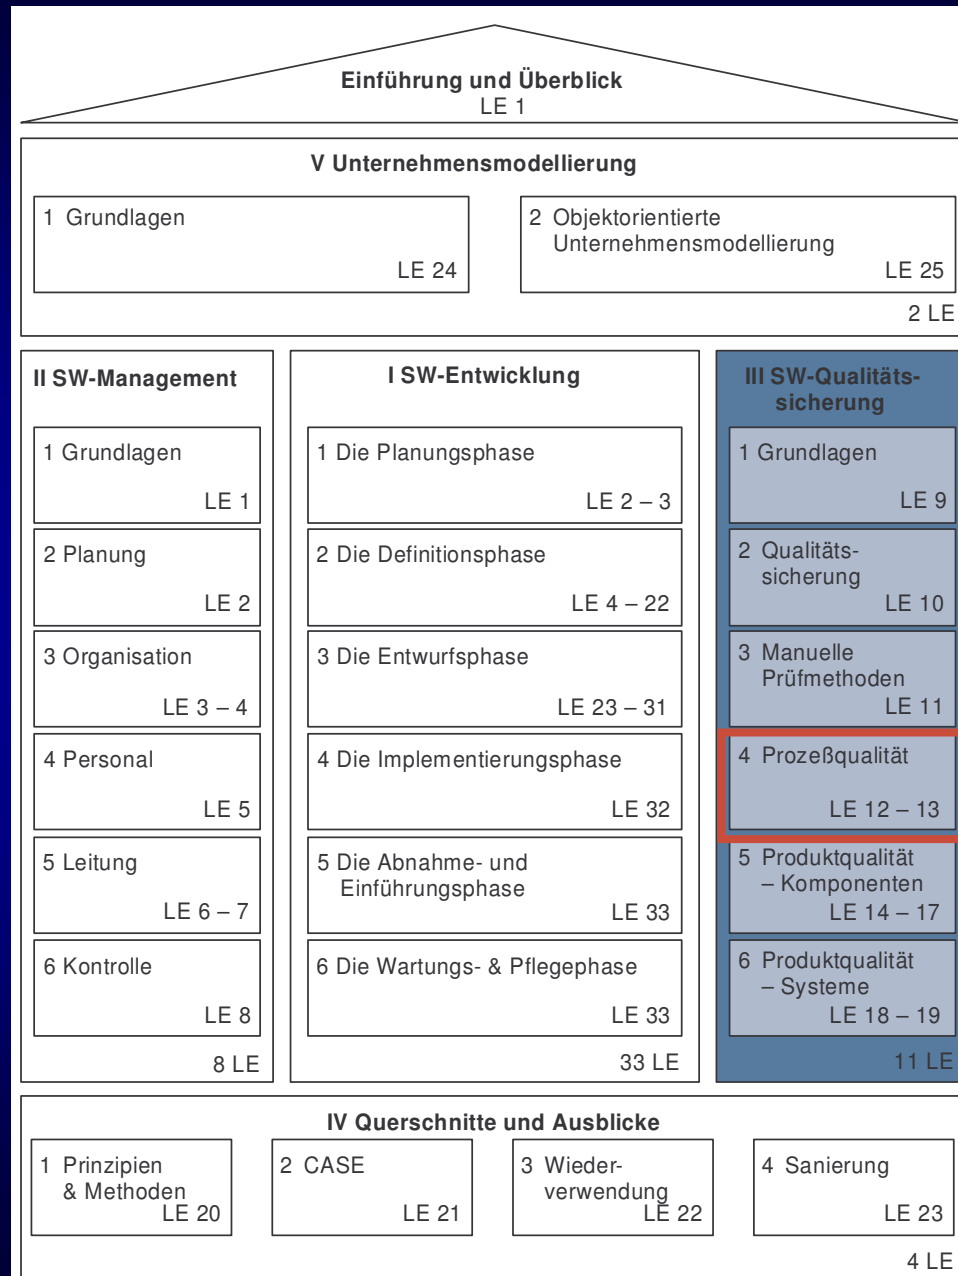 Einführung und Überblick
LE 1
V Unternehmensmodellierung
1 Grundlagen
LE 24
2 Objektorientierte
Unternehmensmodellierung
LE 25
2 LE
II SW-Management
1 Grundlagen
LE 1
2 Planung
LE 2
3 Organisation
LE 3 – 4
4 Personal
LE 5
5 Leitung
LE 6 – 7
6 Kontrolle
LE 8
8 LE
I SW-Entwicklung
1 Die Planungsphase
LE 2 – 3
2 Die Definitionsphase
LE 4 – 22
3 Die Entwurfsphase
LE 23 – 31
4 Die Implementierungsphase
LE 32
5 Die Abnahme- und
Einführungsphase
LE 33
6 Die Wartungs- & Pflegephase
LE 33
33 LE
III SW-Qualitäts-
sicherung
1 Grundlagen
LE 9
2 Qualitäts-
sicherung
LE 10
3 Manuelle
Prüfmethoden
LE 11
4 Prozeßqualität
LE 12 – 13
5 Produktqualität
– Komponenten
LE 14 – 17
6 Produktqualität
– Systeme
LE 18 – 19
11 LE
IV Querschnitte und Ausblicke
1 Prinzipien
& Methoden
LE 20
2 CASE
LE 21
3 Wieder-
verwendung
LE 22
4 Sanierung
LE 23
4 LE